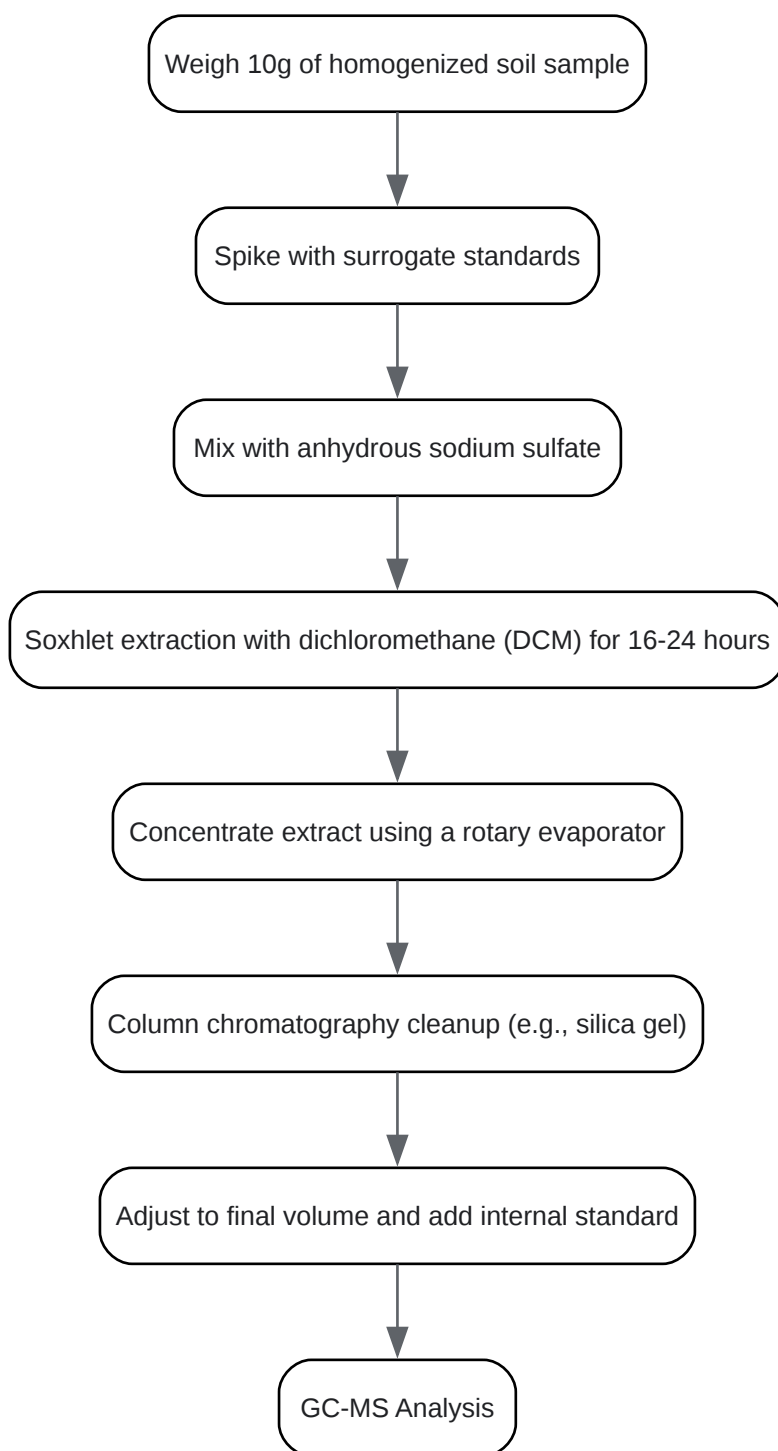 Weigh 10g of homogenized soil sample
Spike with surrogate standards
Mix with anhydrous sodium sulfate
Soxhlet extraction with dichloromethane (DCM) for 16-24 hours
Concentrate extract using a rotary evaporator
Column chromatography cleanup (e.g., silica gel)
Adjust to final volume and add internal standard
GC-MS Analysis